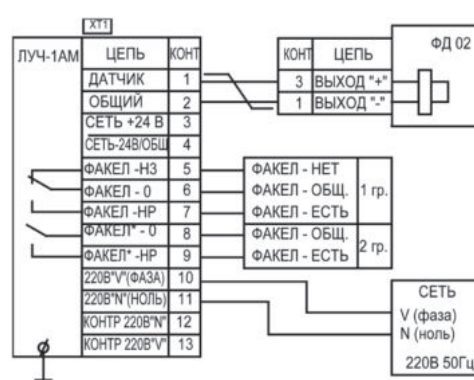 XT1
ЛУЧ-1АМ ЦЕПЬ КОНТ
ДАТЧИК 1
ОБЩИЙ 2
СЕТЬ +24 В 3
СЕТЬ-24В/ОБЩ 4
ФАКЕЛ -НЗ 5
ФАКЕЛ - 0 6
ФАКЕЛ -НР 7
ФАКЕЛ* - 0 8
ФАКЕЛ* -НР 9
220В"V"(ФАЗА) 10
220В"N"(НОЛЬ) 11
КОНТР 220В"N" 12
КОНТР 220В"V" 13
КОНТ ЦЕПЬ
3 ВЫХОД "+"
1 ВЫХОД "-"
ФД 02
ФАКЕЛ - НЕТ
ФАКЕЛ - ОБЩ.
ФАКЕЛ - ЕСТЬ
1 гр.
ФАКЕЛ - ОБЩ.
ФАКЕЛ - ЕСТЬ
2 гр.
СЕТЬ
V (фаза)
N (ноль)
220В 50Гц